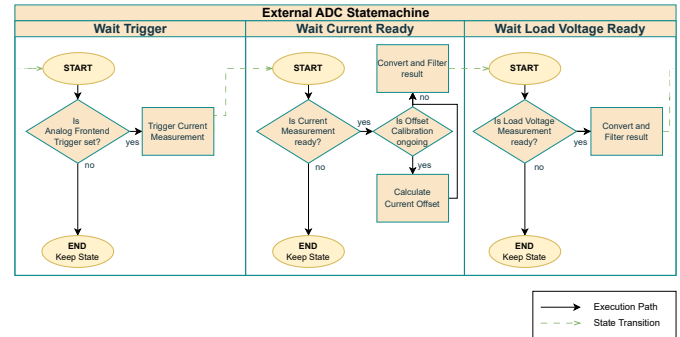 External ADC Statemachine
Wait Trigger
Wait Current Ready
Wait Load Voltage Ready
START
Is
Analog Frontend
Trigger set?
yes
Trigger Current
Measurement
no
END
Keep State
START
Is Current
Measurement
ready?
yes
no
Is Offset
Calibration
ongoing
no
Convert and Filter
result
yes
Calculate
Current Offset
END
Keep State
START
Is Load Voltage
Measurement
ready?
yes
Convert and
Filter result
no
END
Keep State
Execution Path
State Transition